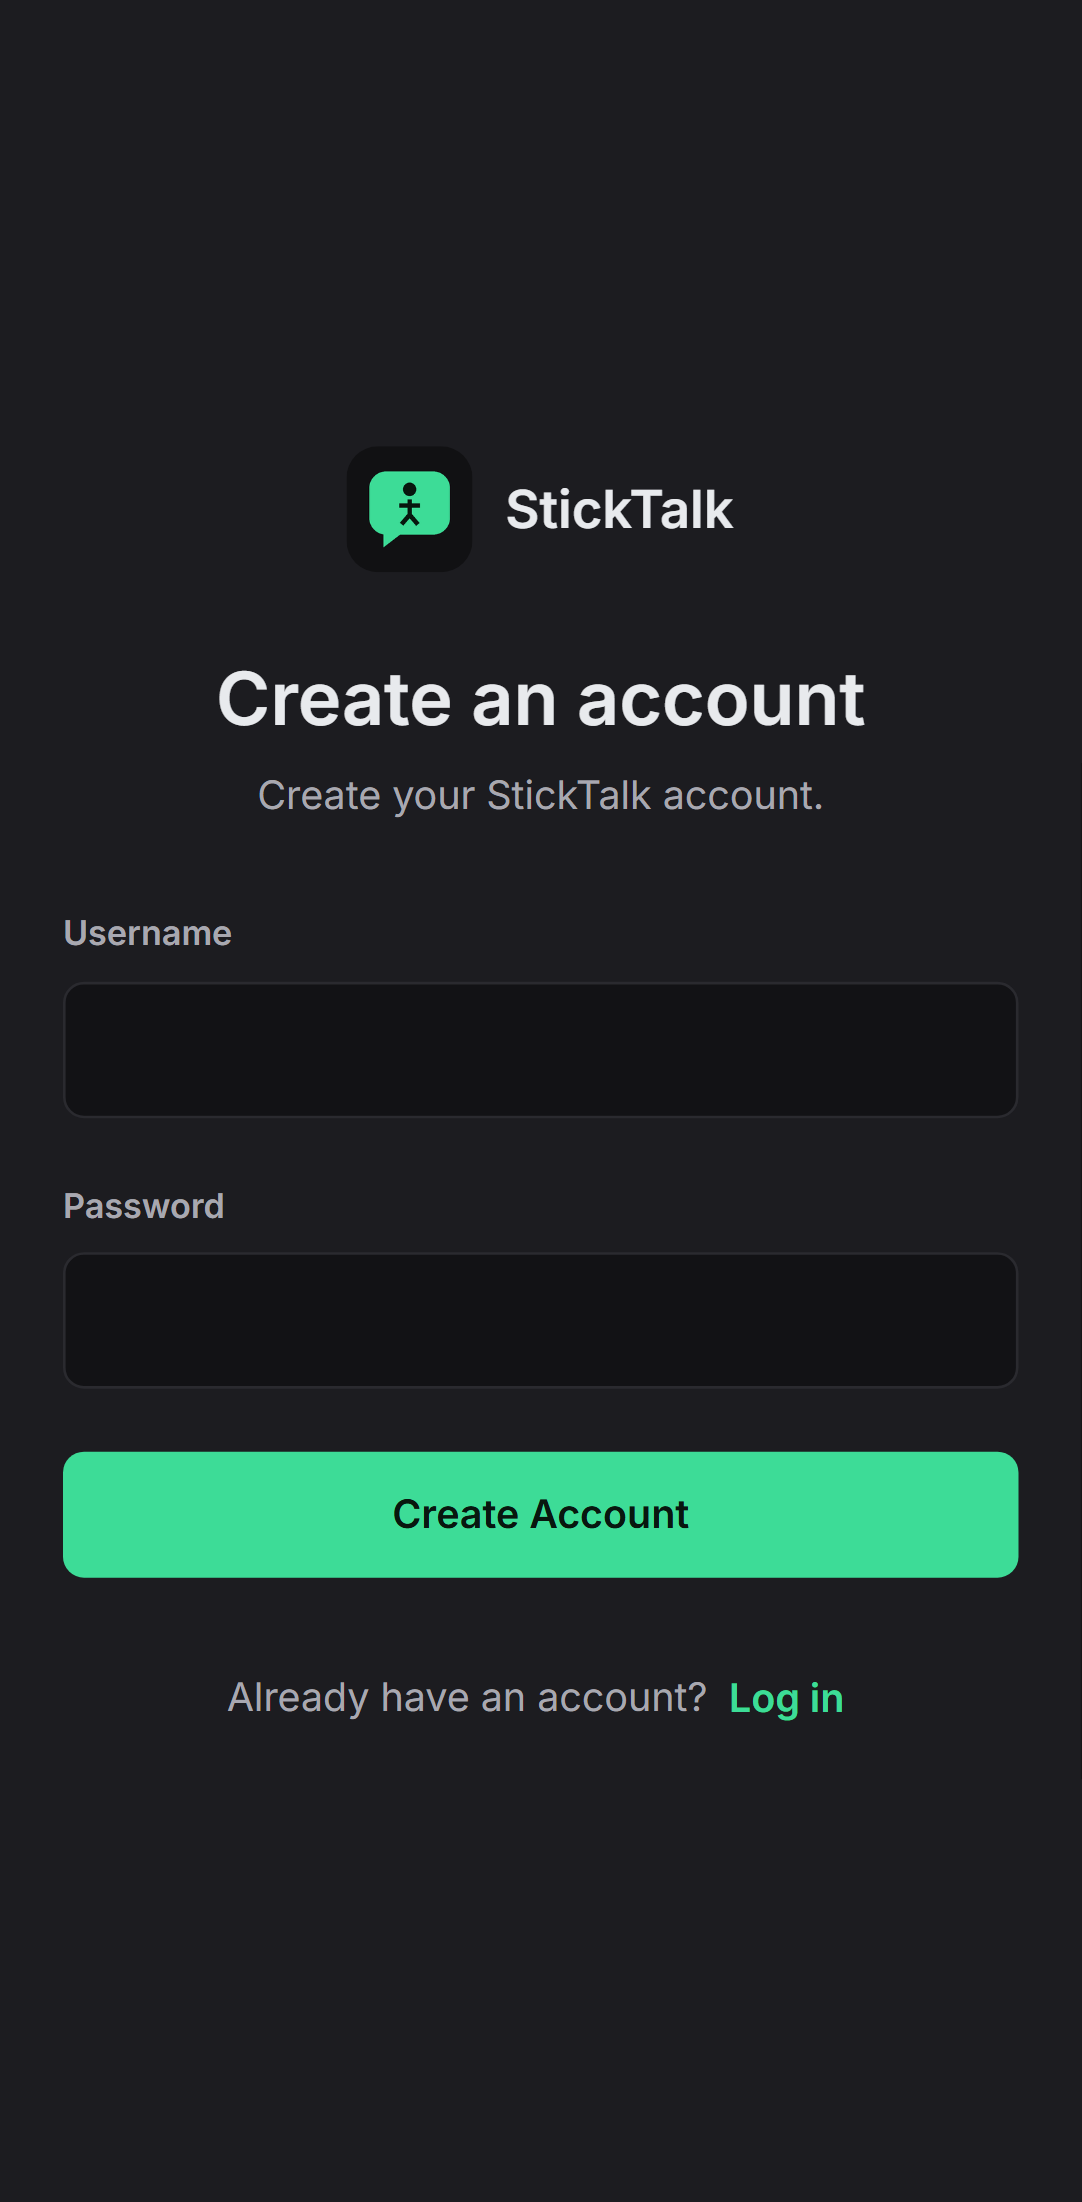 StickTalk
Create an account
Create your StickTalk account.
Username
Password
Create Account
Already have an account? Log in